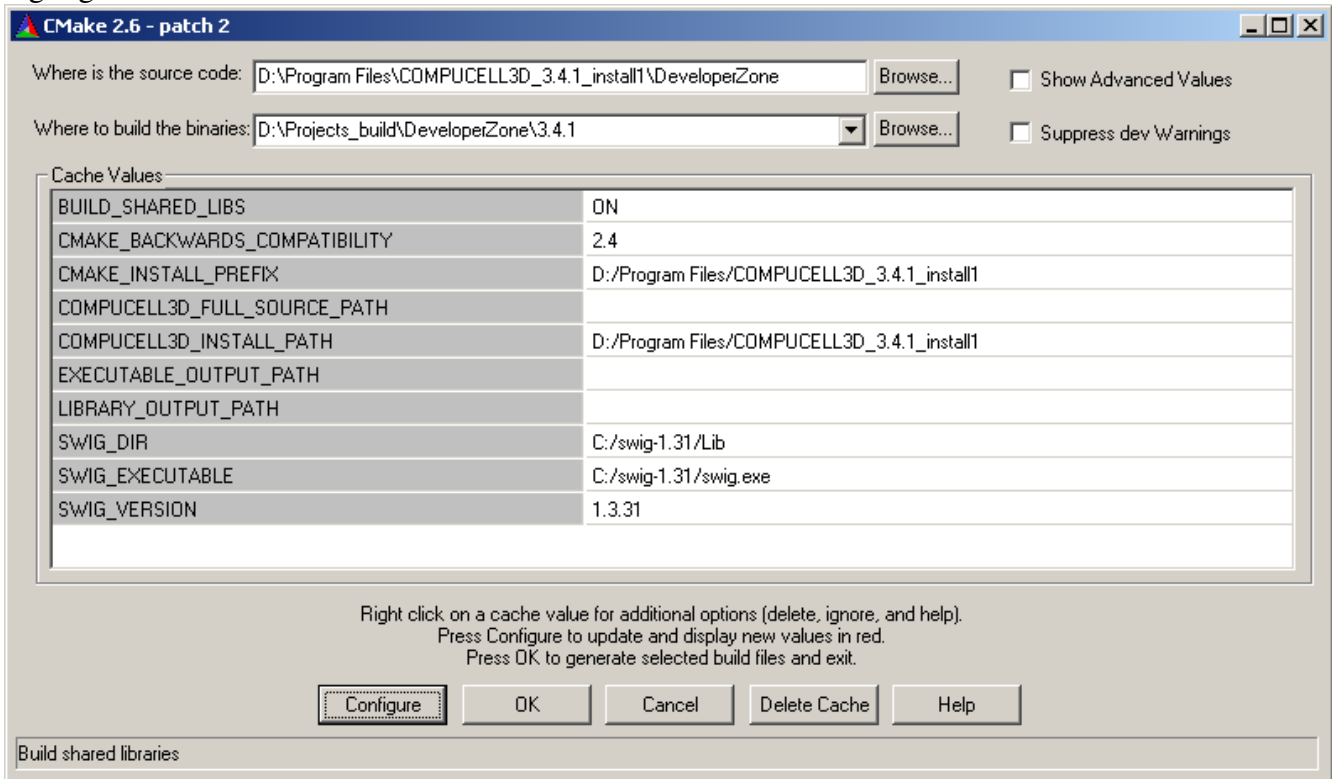 CMake 2.6 - patch 2
Where is the source code: D:\Program Files\COMPUCELL3D_3.4.1_install1\DeveloperZone Browse... Show Advanced Values
Where to build the binaries: D:\Projects_build\DeveloperZone\3.4.1 Browse... Suppress dev Warnings
Cache Values
BUILD_SHARED_LIBS ON
CMAKE_BACKWARDS_COMPATIBILITY 2.4
CMAKE_INSTALL_PREFIX D:/Program Files/COMPUCELL3D_3.4.1_install1
COMPUCELL3D_FULL_SOURCE_PATH
COMPUCELL3D_INSTALL_PATH D:/Program Files/COMPUCELL3D_3.4.1_install1
EXECUTABLE_OUTPUT_PATH
LIBRARY_OUTPUT_PATH
SWIG_DIR C:/swig-1.31/Lib
SWIG_EXECUTABLE C:/swig-1.31/swig.exe
SWIG_VERSION 1.3.31
Right click on a cache value for additional options (delete, ignore, and help).
Press Configure to update and display new values in red.
Press OK to generate selected build files and exit.
Configure OK Cancel Delete Cache Help
Build shared libraries